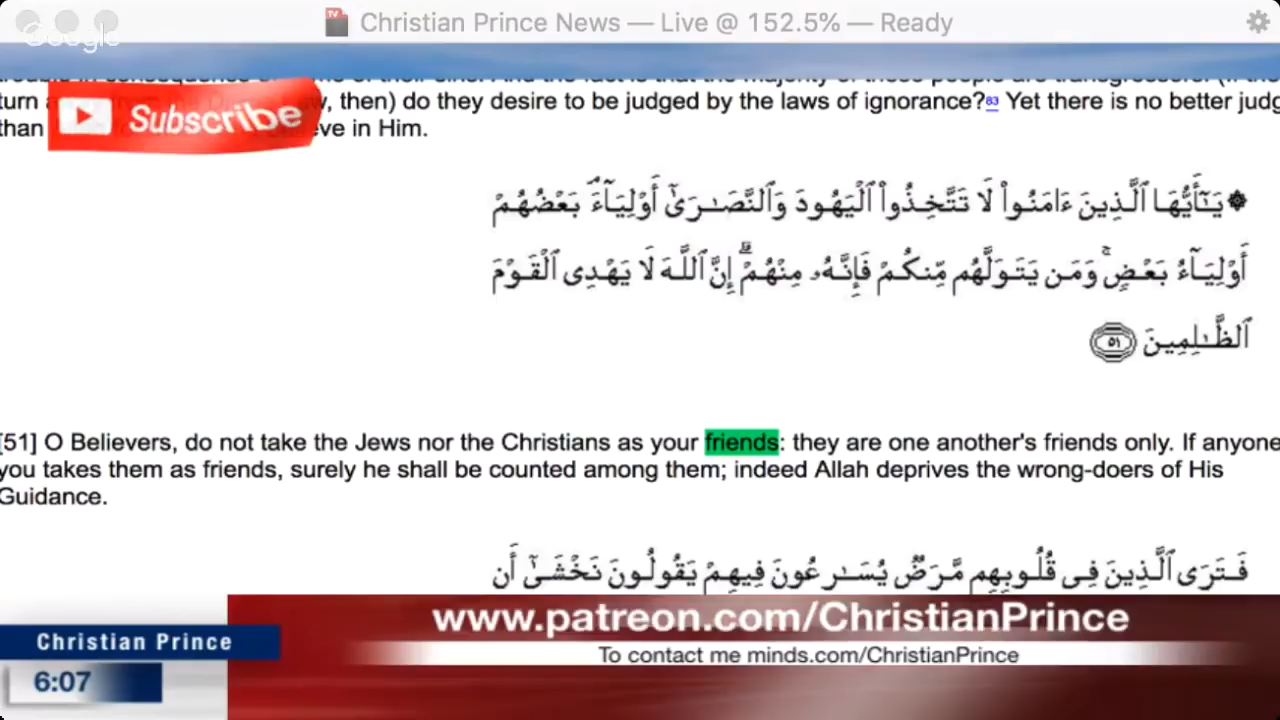 Christian Prince News — Live @ 152.5% — Ready
Google
turn
, then) do they desire to be judged by the laws of ignorance?83 Yet there is no better judg
than
eve in Him.
Subscribe
۞ يَـٰٓأَيُّهَا ٱلَّذِينَ ءَامَنُوا۟ لَا تَتَّخِذُوا۟ ٱلْيَهُودَ وَٱلنَّصَـٰرَىٰٓ أَوْلِيَآءَ ۘ بَعْضُهُمْ
أَوْلِيَآءُ بَعْضٍ ۚ وَمَن يَتَوَلَّهُم مِّنكُمْ فَإِنَّهُۥ مِنْهُمْ ۗ إِنَّ ٱللَّهَ لَا يَهْدِى ٱلْقَوْمَ
ٱلظَّـٰلِمِينَ ٥١
[51] O Believers, do not take the Jews nor the Christians as your friends: they are one another's friends only. If anyone
you takes them as friends, surely he shall be counted among them; indeed Allah deprives the wrong-doers of His
Guidance.
فَتَرَى ٱلَّذِينَ فِى قُلُوبِهِم مَّرَضٌ يُسَـٰرِعُونَ فِيهِمْ يَقُولُونَ نَخْشَىٰٓ أَن
www.patreon.com/ChristianPrince
Christian Prince
To contact me minds.com/ChristianPrince
6:07